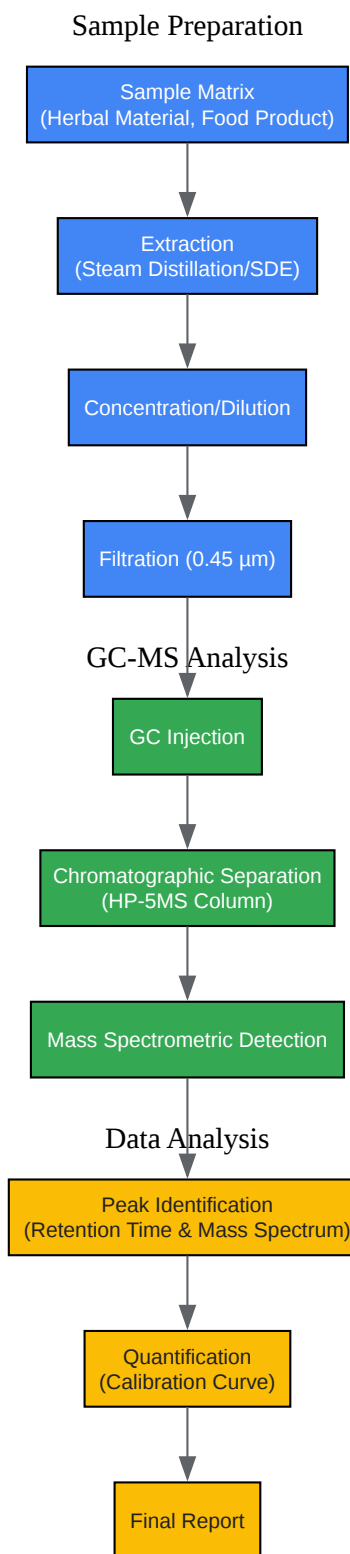 Sample Preparation
Sample Matrix
(Herbal Material, Food Product)
Extraction
(Steam Distillation/SDE)
Concentration/Dilution
Filtration (0.45 µm)
GC-MS Analysis
GC Injection
Chromatographic Separation
(HP-5MS Column)
Mass Spectrometric Detection
Data Analysis
Peak Identification
(Retention Time & Mass Spectrum)
Quantification
(Calibration Curve)
Final Report